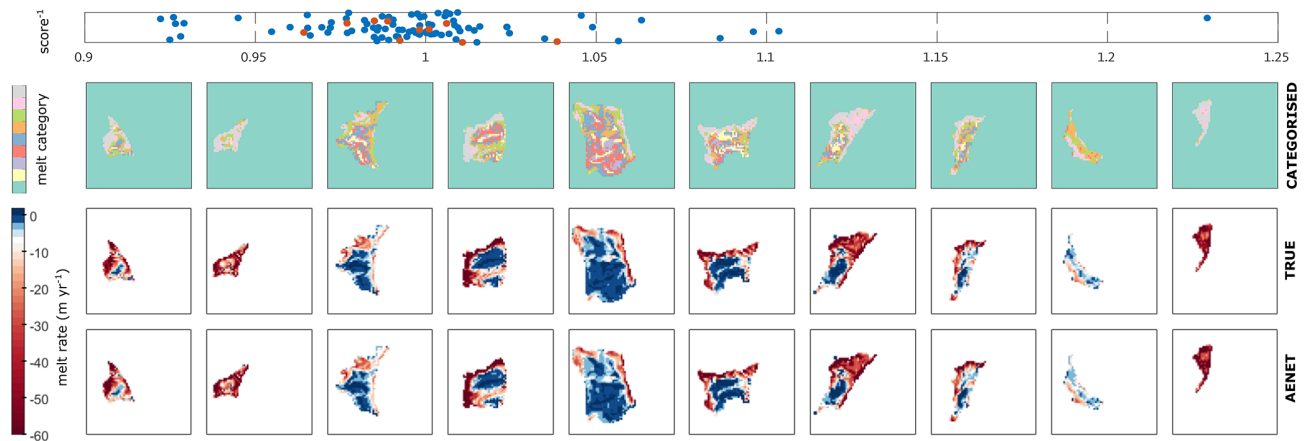 score⁻¹
0.9 0.95 1 1.05 1.1 1.15 1.2 1.25
melt category
CATEGORISED
0
-10
-20
-30
-40
-50
-60
melt rate (m yr⁻¹)
TRUE
AENET